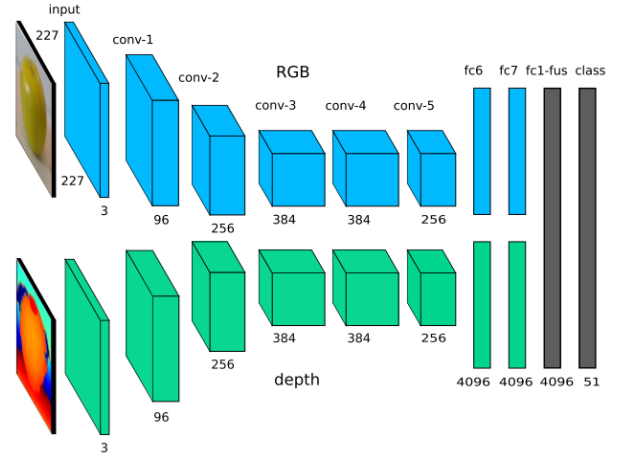 input
227
conv-1
conv-2
RGB
fc6 fc7 fc1-fus class
conv-3 conv-4 conv-5
227
3
96
256
384
384
256
384
384
256
256
depth
4096 4096 4096 51
96
3